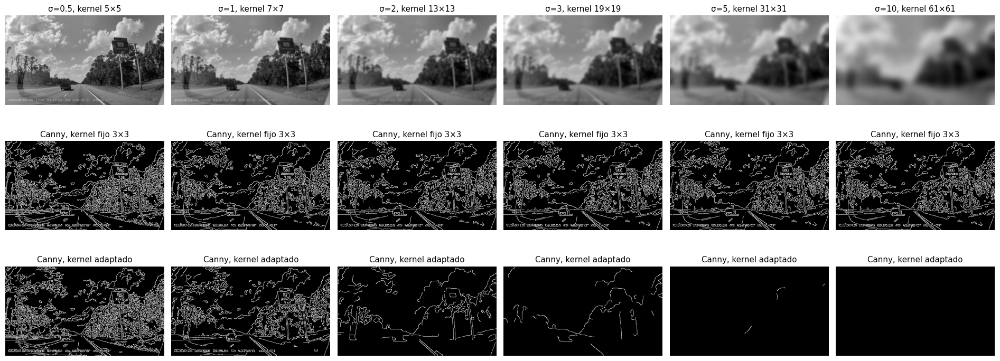 σ=0.5, kernel 5×5
σ=1, kernel 7×7
σ=2, kernel 13×13
σ=3, kernel 19×19
σ=5, kernel 31×31
σ=10, kernel 61×61
Canny, kernel fijo 3×3
Canny, kernel fijo 3×3
Canny, kernel fijo 3×3
Canny, kernel fijo 3×3
Canny, kernel fijo 3×3
Canny, kernel fijo 3×3
Canny, kernel adaptado
Canny, kernel adaptado
Canny, kernel adaptado
Canny, kernel adaptado
Canny, kernel adaptado
Canny, kernel adaptado